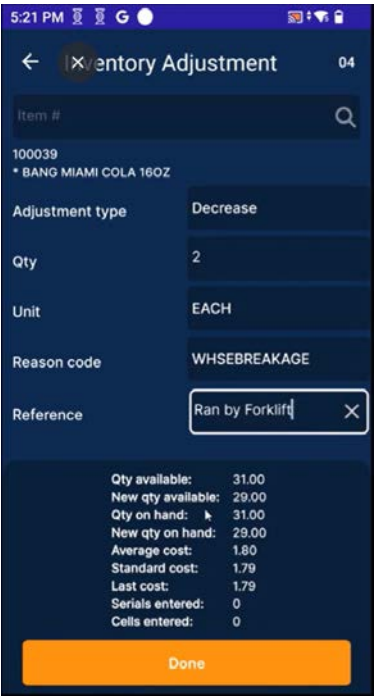 5:21 PM G
Inventory Adjustment 04
Item #
100039
* BANG MIAMI COLA 16OZ
Adjustment type Decrease
Qty 2
Unit EACH
Reason code WHSEBREAKAGE
Reference Ran by Forklift
Qty available: 31.00
New qty available: 29.00
Qty on hand: 31.00
New qty on hand: 29.00
Average cost: 1.80
Standard cost: 1.79
Last cost: 1.79
Serials entered: 0
Cells entered: 0
Done